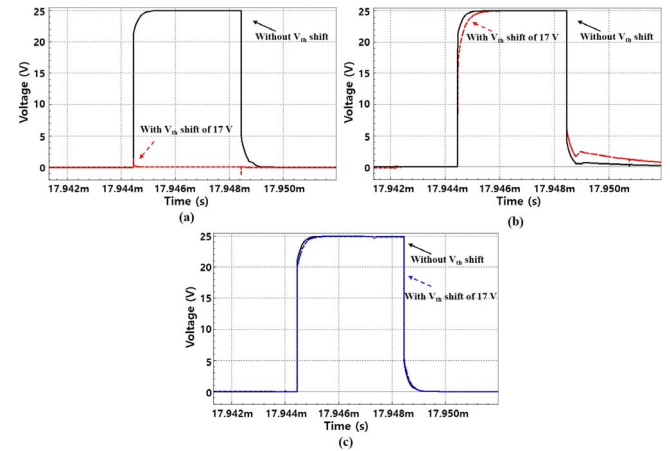 25
20
15
10
5
0
Voltage (V)
Without Vth shift
With Vth shift of 17 V
17.942m 17.944m 17.946m 17.948m 17.950m
Time (s)
(a)
25
20
15
10
5
0
Voltage (V)
With Vth shift of 17 V
Without Vth shift
17.942m 17.944m 17.946m 17.948m 17.950m
Time (s)
(b)
25
20
15
10
5
0
Voltage (V)
Without Vth shift
With Vth shift of 17 V
17.942m 17.944m 17.946m 17.948m 17.950m
Time (s)
(c)